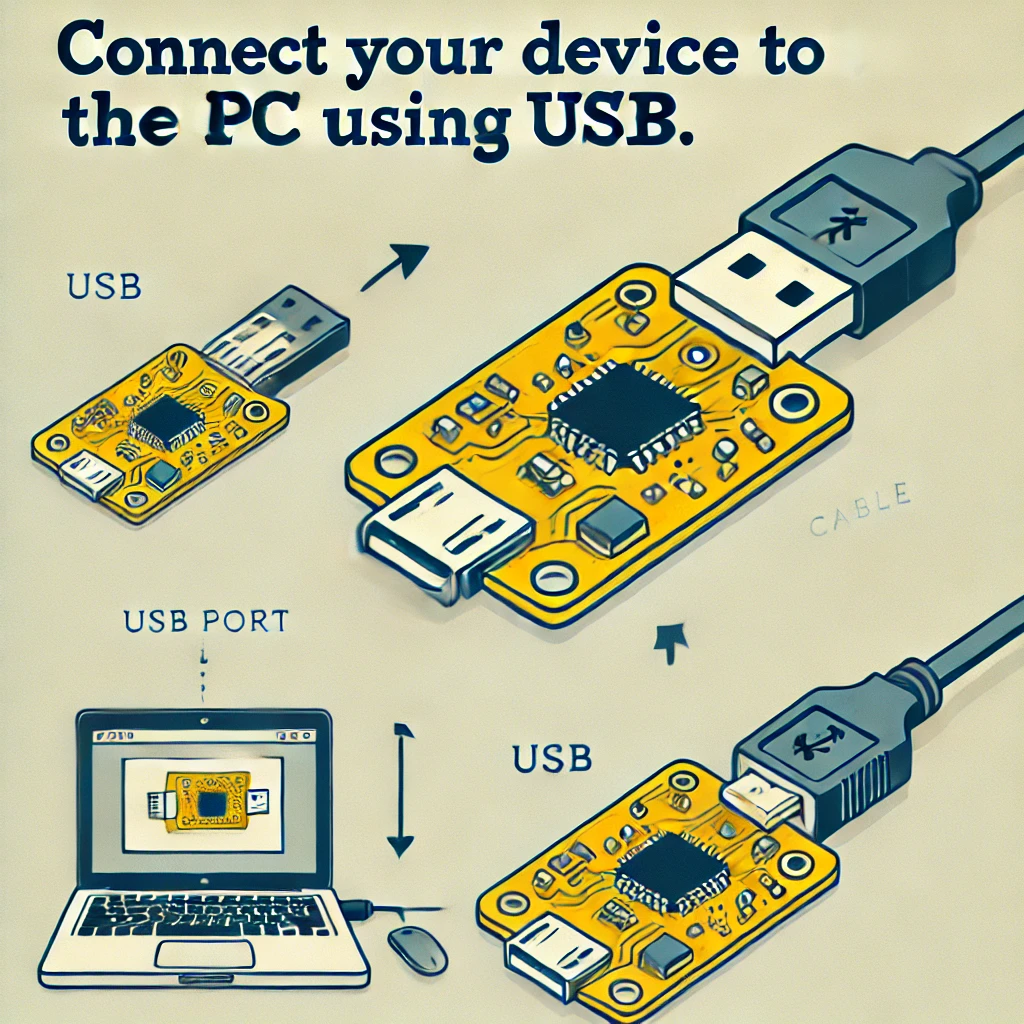 Connect your device to
the PC using USB.
USB
CABLE
USB PORT
USB